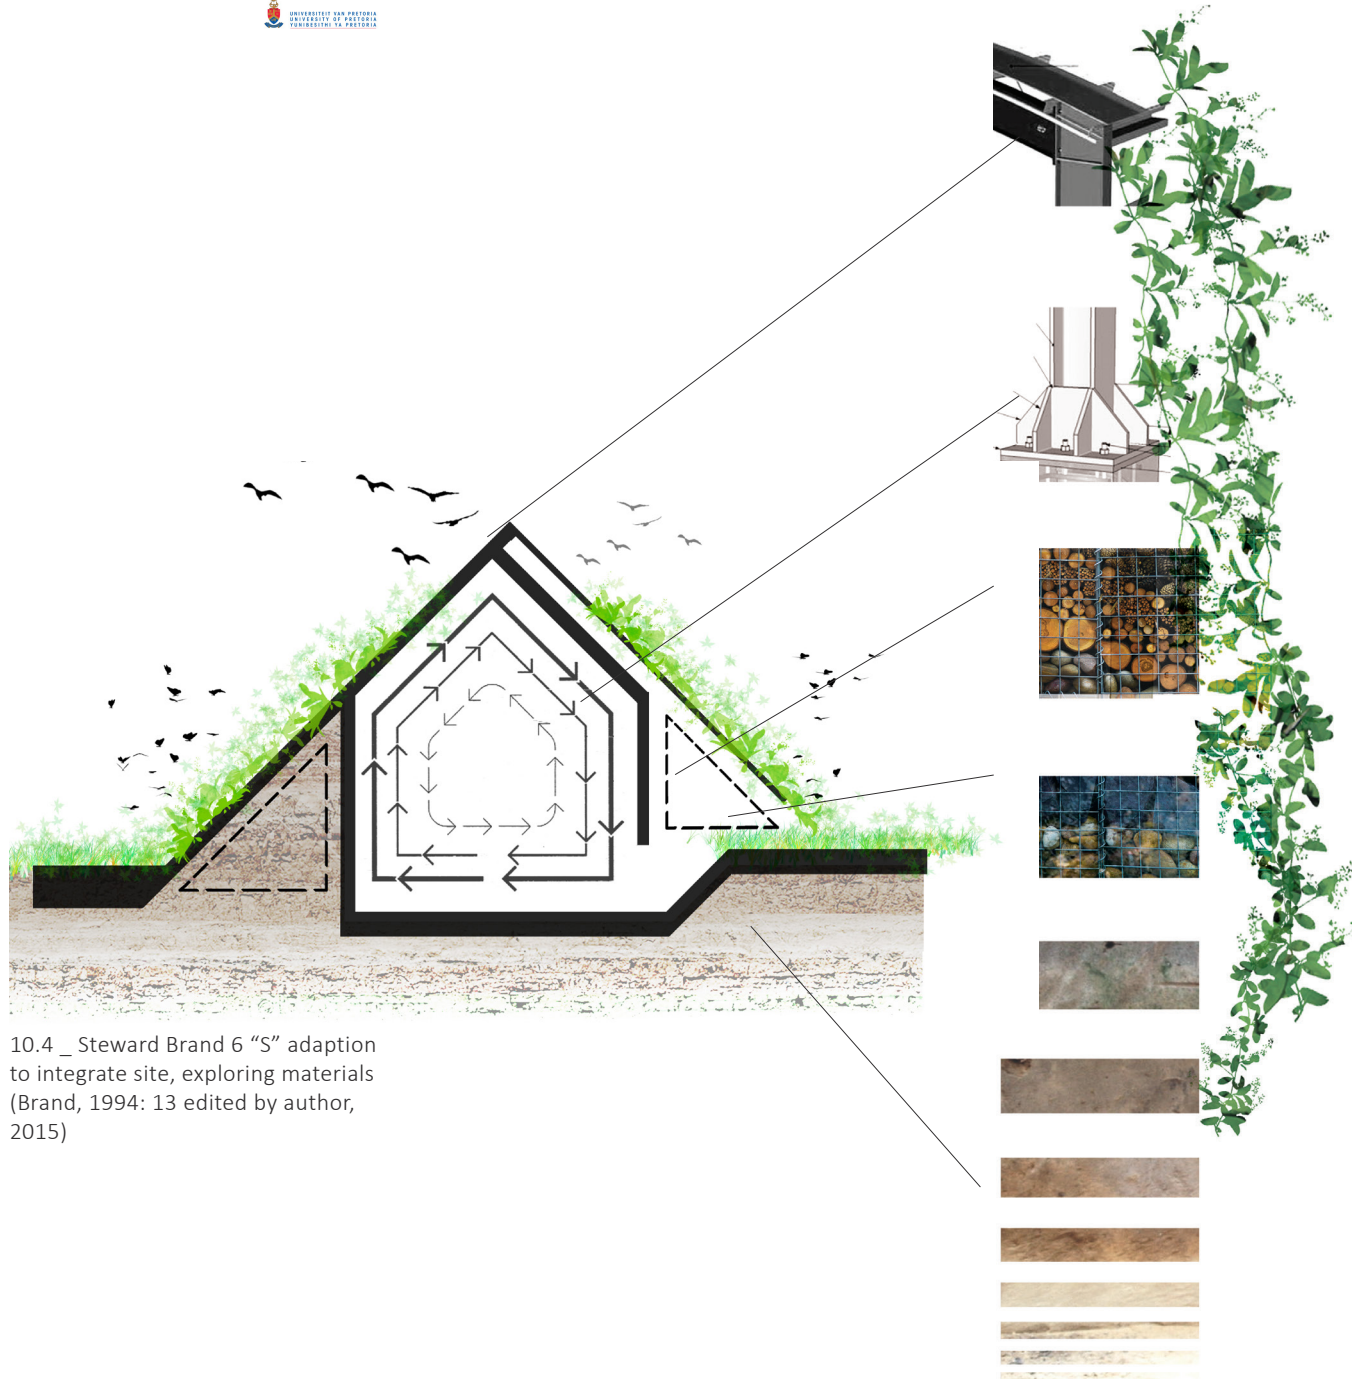 UNIVERSITEIT VAN PRETORIA
UNIVERSITY OF PRETORIA
YUNIBESITHI YA PRETORIA
10.4 _ Steward Brand 6 “S” adaption
to integrate site, exploring materials
(Brand, 1994: 13 edited by author,
2015)